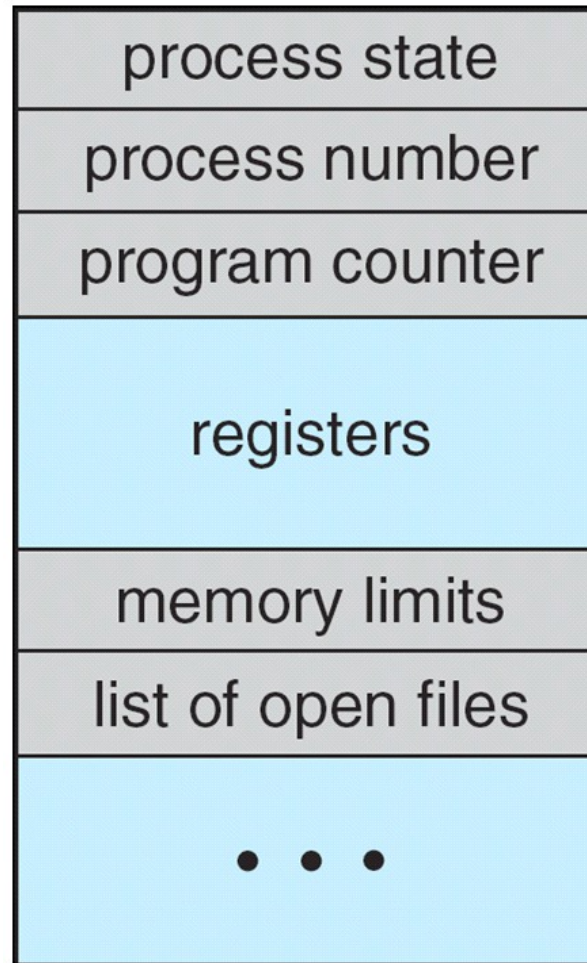 process state
process number
program counter
registers
memory limits
list of open files
• • •